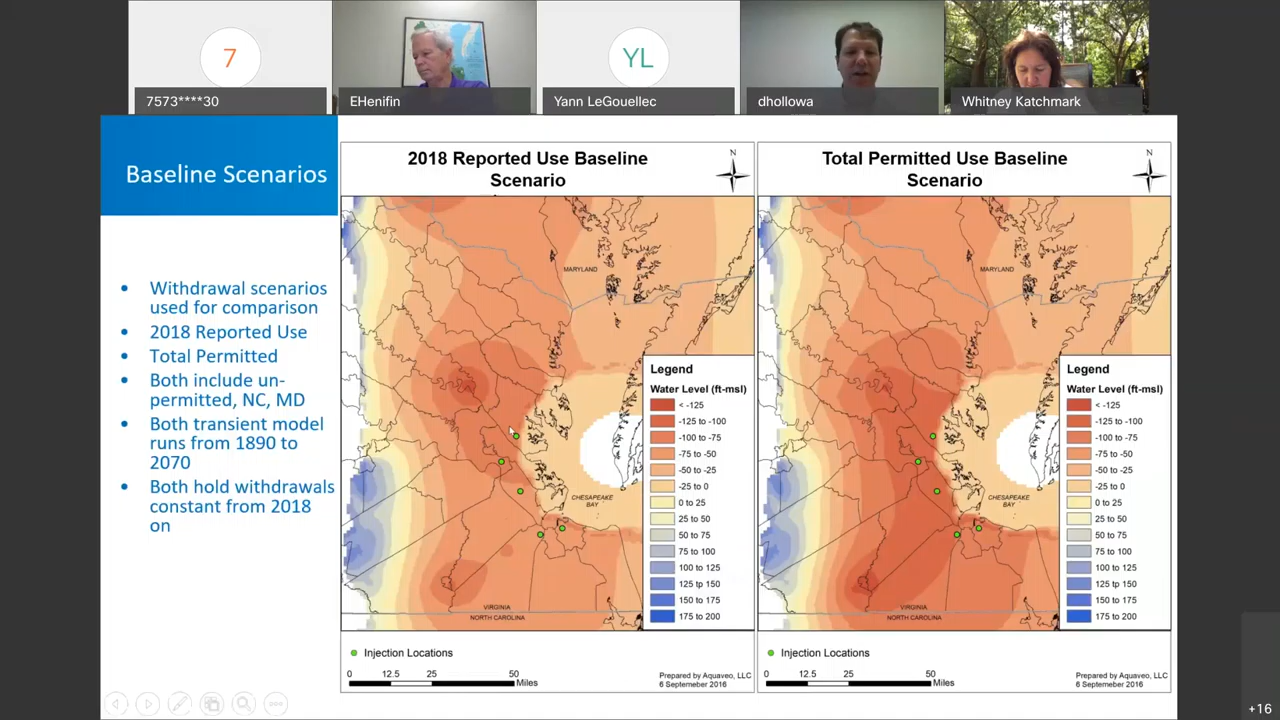 7
7573****30
EHenifin
YL
Yann LeGouellec
dhollowa
Whitney Katchmark
Baseline Scenarios
• Withdrawal scenarios
used for comparison
• 2018 Reported Use
• Total Permitted
• Both include un-
permitted, NC, MD
• Both transient model
runs from 1890 to
2070
• Both hold withdrawals
constant from 2018
on
2018 Reported Use Baseline
Scenario
N
MARYLAND
CHESAPEAKE
BAY
VIRGINIA
NORTH CAROLINA
Legend
Water Level (ft-msl)
< -125
-125 to -100
-100 to -75
-75 to -50
-50 to -25
-25 to 0
0 to 25
25 to 50
50 to 75
75 to 100
100 to 125
125 tp 150
150 to 175
175 to 200
Injection Locations
0 12.5 25 50
Miles
Prepared by Aquaveo, LLC
6 Septemeber 2016
Total Permitted Use Baseline
Scenario
N
MARYLAND
CHESAPEAKE
BAY
VIRGINIA
NORTH CAROLINA
Legend
Water Level (ft-msl)
< -125
-125 to -100
-100 to -75
-75 to -50
-50 to -25
-25 to 0
0 to 25
25 to 50
50 to 75
75 to 100
100 to 125
125 tp 150
150 to 175
175 to 200
Injection Locations
0 12.5 25 50
Miles
Prepared by Aquaveo, LLC
6 Septemeber 2016
+16